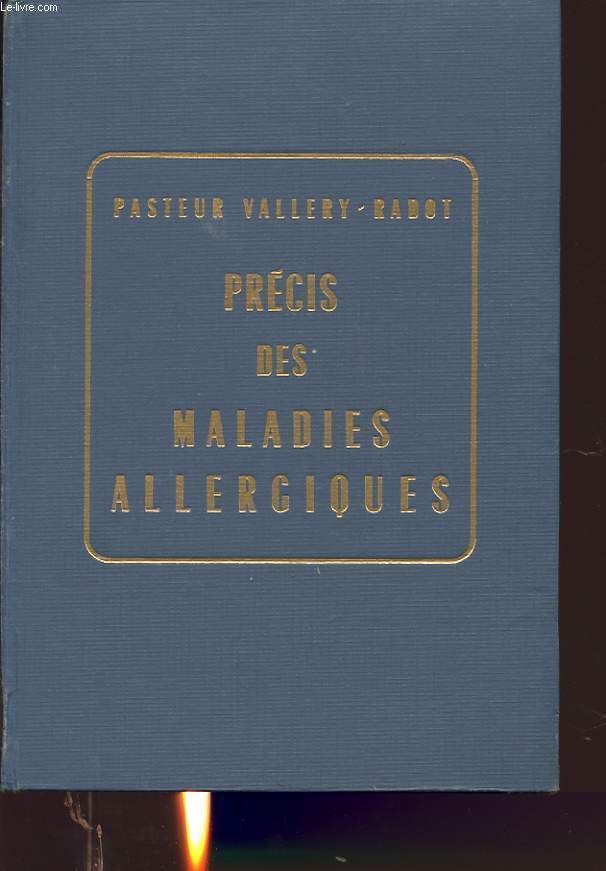 Le-livre.com
PASTEUR VALLERY-RADOT
PRÉCIS
DES
MALADIES
ALLERGIQUES